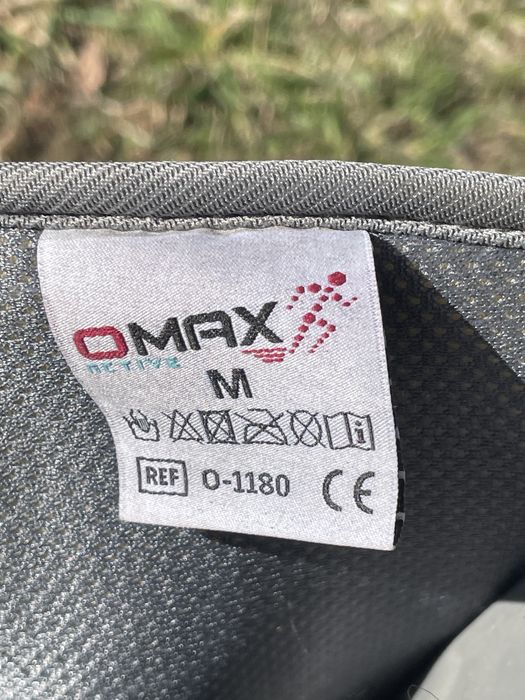 OMAX
ACTIVE
M
REF O-1180 CE